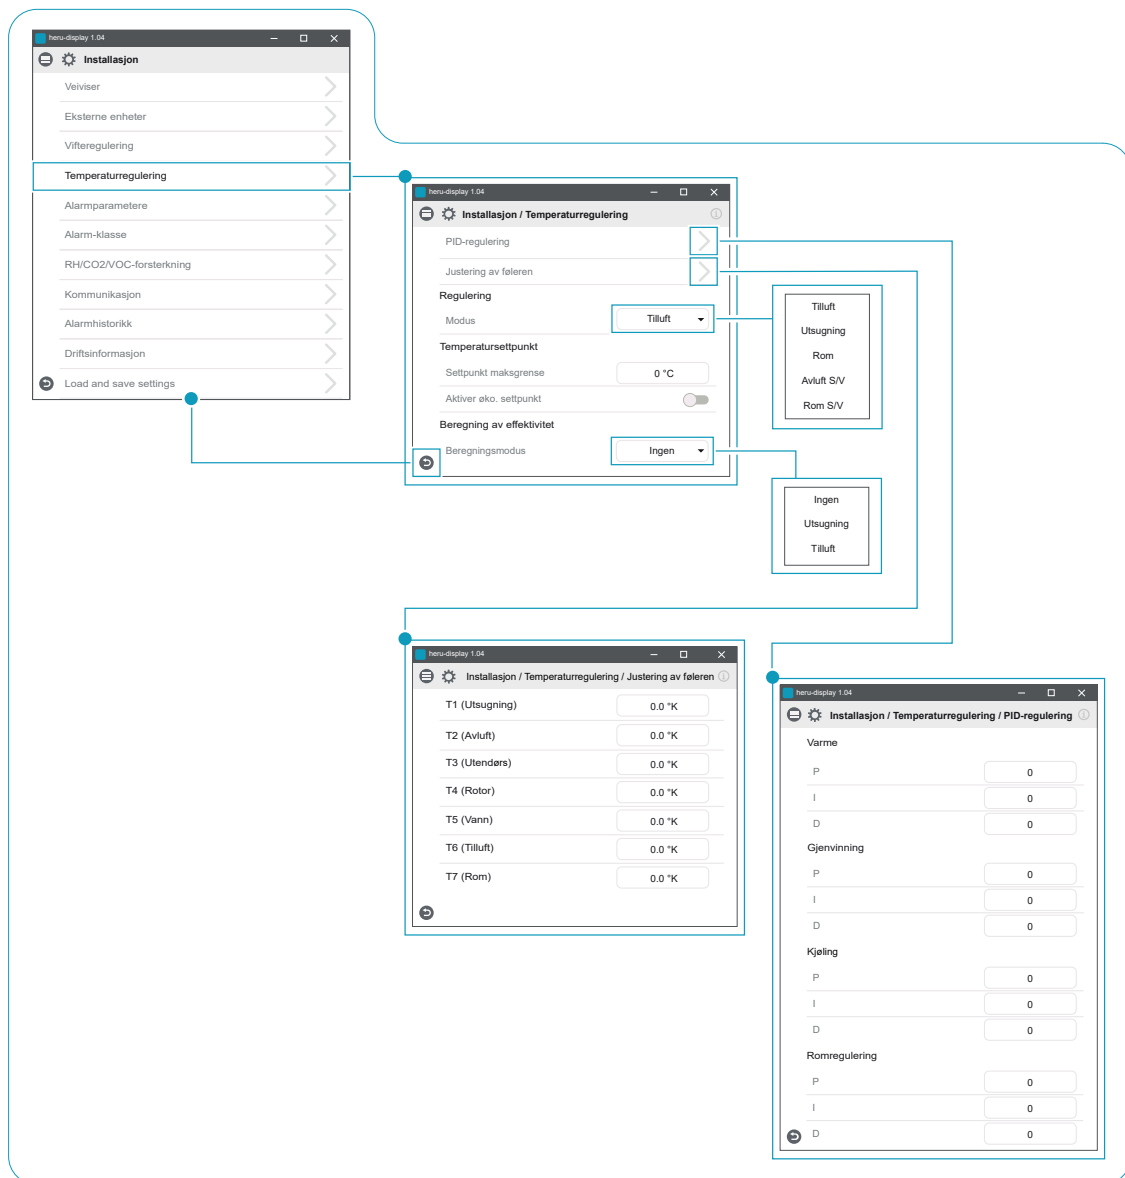 heru-display 1.04
Installasjon
Veiviser
Eksterne enheter
Vifteregulering
Temperaturregulering
Alarmparametere
Alarm-klasse
RH/CO2/VOC-forsterkning
Kommunikasjon
Alarmhistorikk
Driftsinformasjon
Load and save settings
heru-display 1.04
Installasjon / Temperaturregulering
PID-regulering
Justering av føleren
Regulering
Modus Tilluft
Temperatursettpunkt
Settpunkt maksgrense 0 °C
Aktiver øko. settpunkt
Beregning av effektivitet
Beregningsmodus Ingen
Tilluft
Utsugning
Rom
Avluft S/V
Rom S/V
Ingen
Utsugning
Tilluft
heru-display 1.04
Installasjon / Temperaturregulering / Justering av føleren
T1 (Utsugning) 0.0 °K
T2 (Avluft) 0.0 °K
T3 (Utendørs) 0.0 °K
T4 (Rotor) 0.0 °K
T5 (Vann) 0.0 °K
T6 (Tilluft) 0.0 °K
T7 (Rom) 0.0 °K
heru-display 1.04
Installasjon / Temperaturregulering / PID-regulering
Varme
P 0
I 0
D 0
Gjenvinning
P 0
I 0
D 0
Kjøling
P 0
I 0
D 0
Romregulering
P 0
I 0
D 0